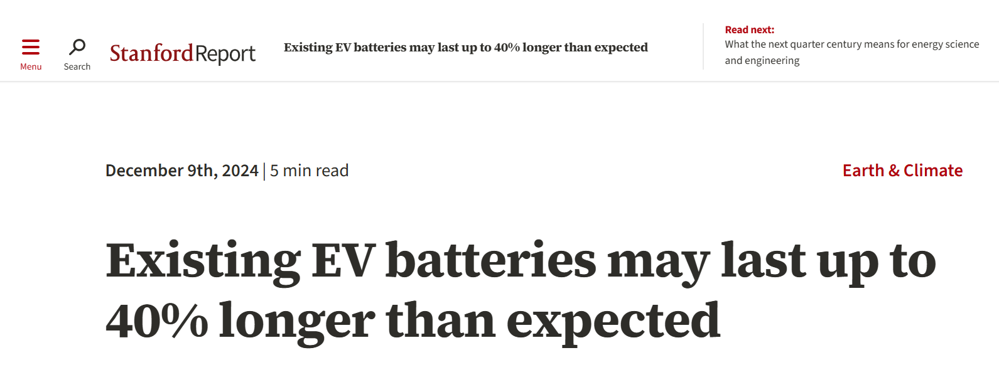 Menu
Search
StanfordReport
Existing EV batteries may last up to 40% longer than expected
Read next:
What the next quarter century means for energy science
and engineering
December 9th, 2024 | 5 min read
Earth & Climate
Existing EV batteries may last up to
40% longer than expected